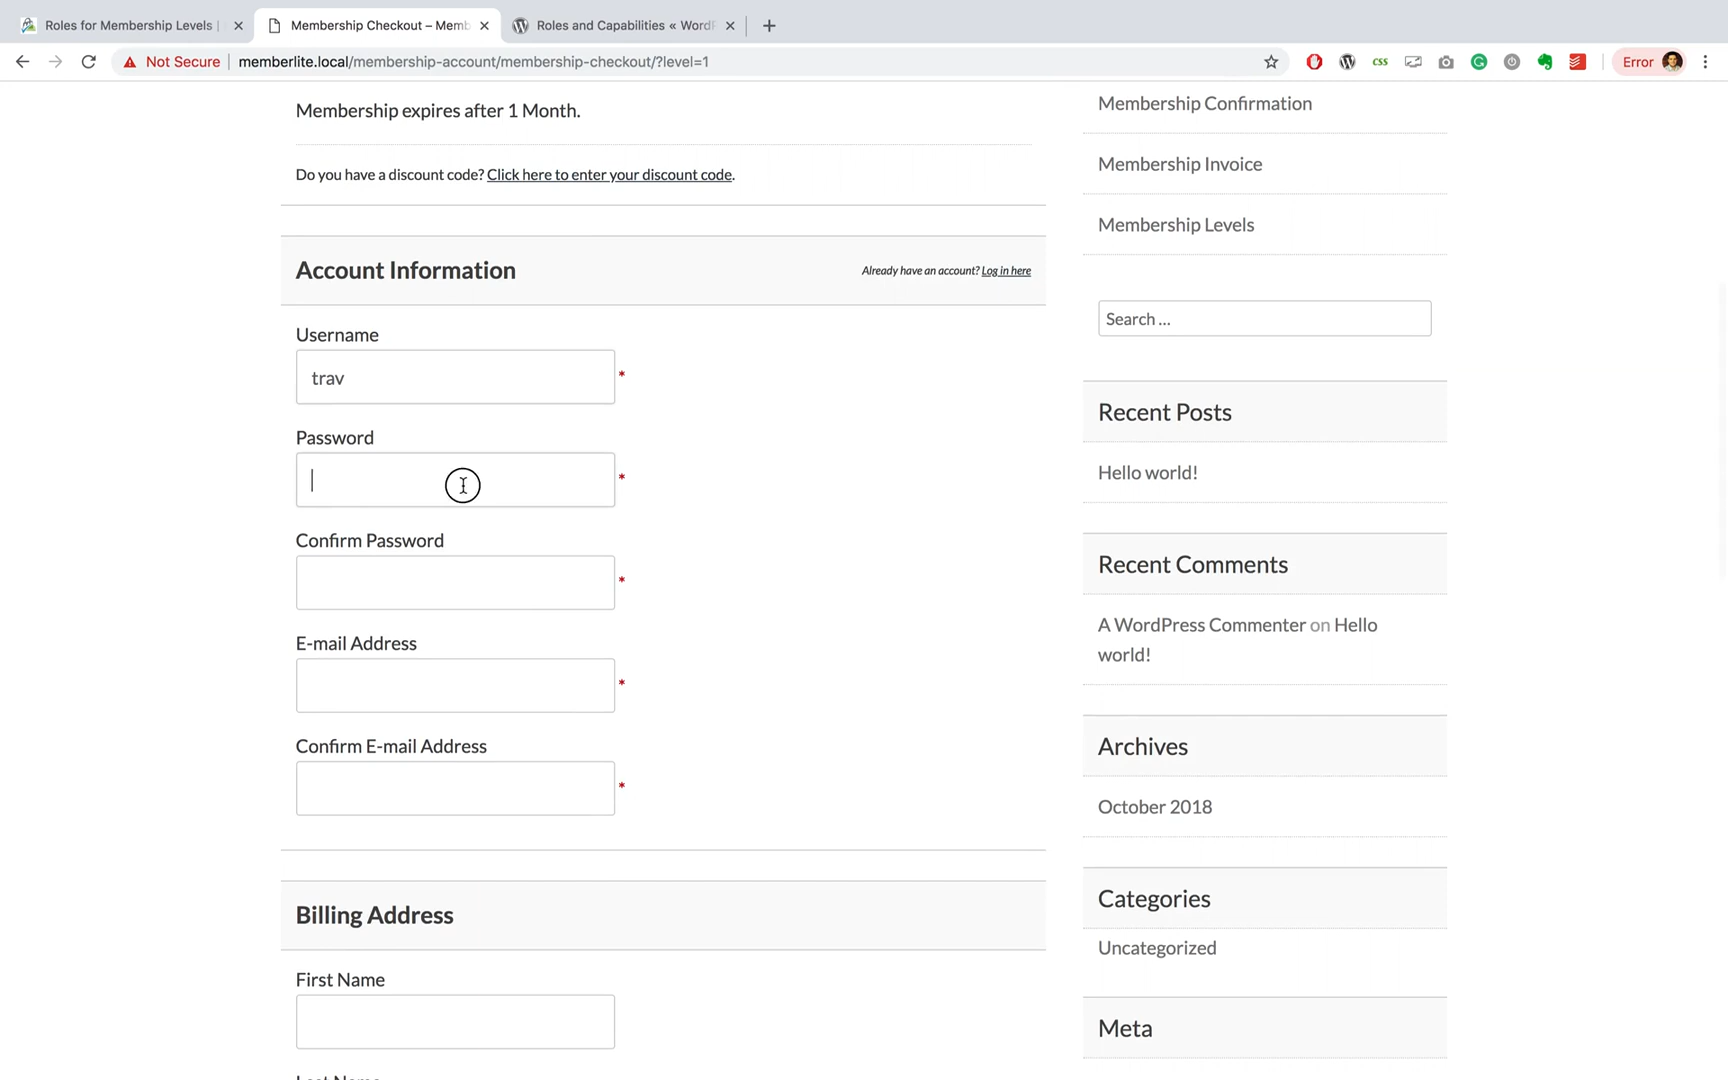 Roles for Membership Levels |
Membership Checkout – Memb
Roles and Capabilities « WordP
Not Secure
memberlite.local/membership-account/membership-checkout/?level=1
css
Error
Membership expires after 1 Month.
Do you have a discount code? Click here to enter your discount code.
Account Information
Already have an account? Log in here
Username
trav
*
Password
*
Confirm Password
*
E-mail Address
*
Confirm E-mail Address
*
Billing Address
First Name
Membership Confirmation
Membership Invoice
Membership Levels
Search ...
Recent Posts
Hello world!
Recent Comments
A WordPress Commenter on Hello
world!
Archives
October 2018
Categories
Uncategorized
Meta